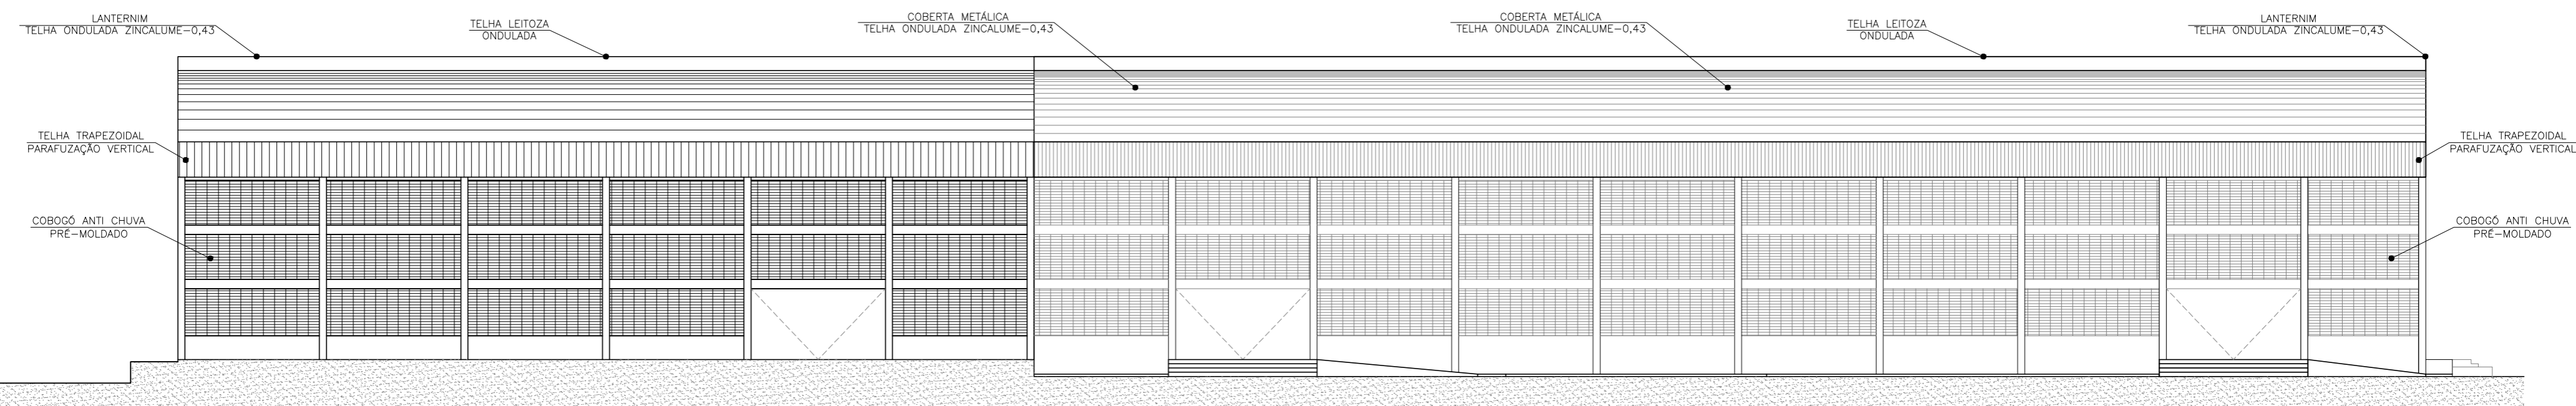 LANTERNIM
TELHA ONDULADA ZINCALUME-0,43
TELHA LEITOZA
ONDULADA
COBERTA METÁLICA
TELHA ONDULADA ZINCALUME-0,43
COBERTA METÁLICA
TELHA ONDULADA ZINCALUME-0,43
TELHA LEITOZA
ONDULADA
LANTERNIM
TELHA ONDULADA ZINCALUME-0,43
TELHA TRAPEZOIDAL
PARAFUZAÇÃO VERTICAL
TELHA TRAPEZOIDAL
PARAFUZAÇÃO VERTICAL
COBOGÓ ANTI CHUVA
PRÉ-MOLDADO
COBOGÓ ANTI CHUVA
PRÉ-MOLDADO